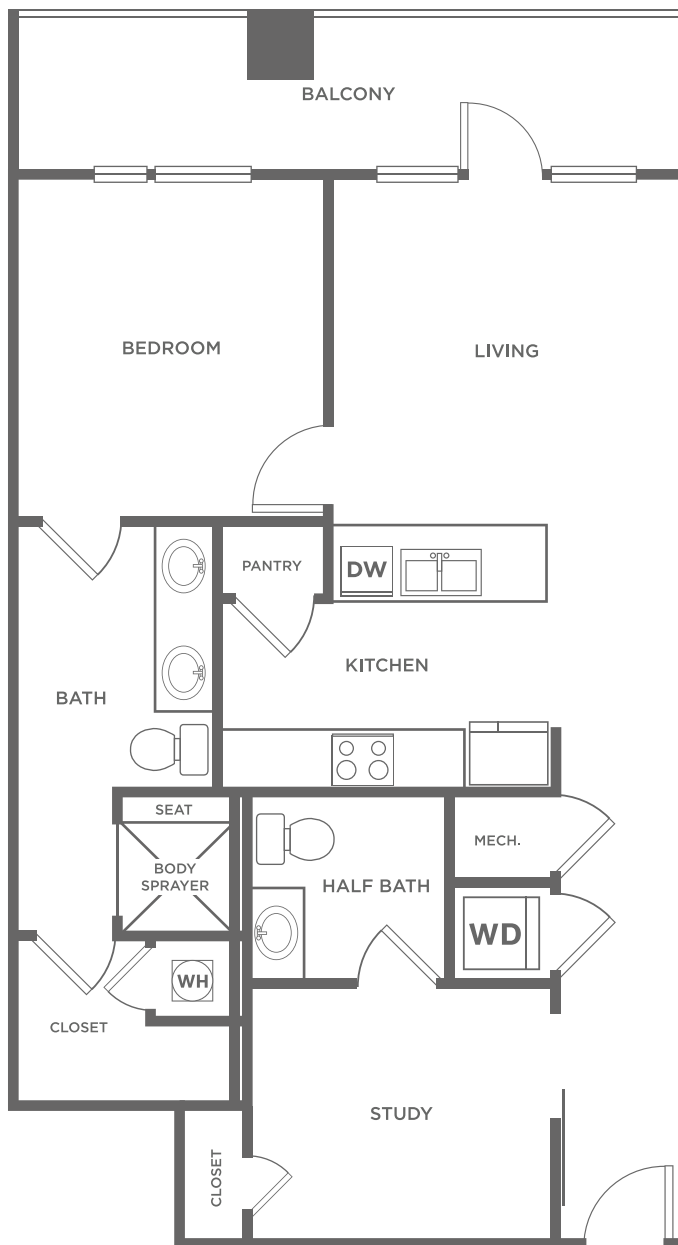 BALCONY
BEDROOM
LIVING
PANTRY
DW
KITCHEN
BATH
SEAT
BODY
SPRAYER
HALF BATH
MECH.
WD
WH
CLOSET
STUDY
CLOSET